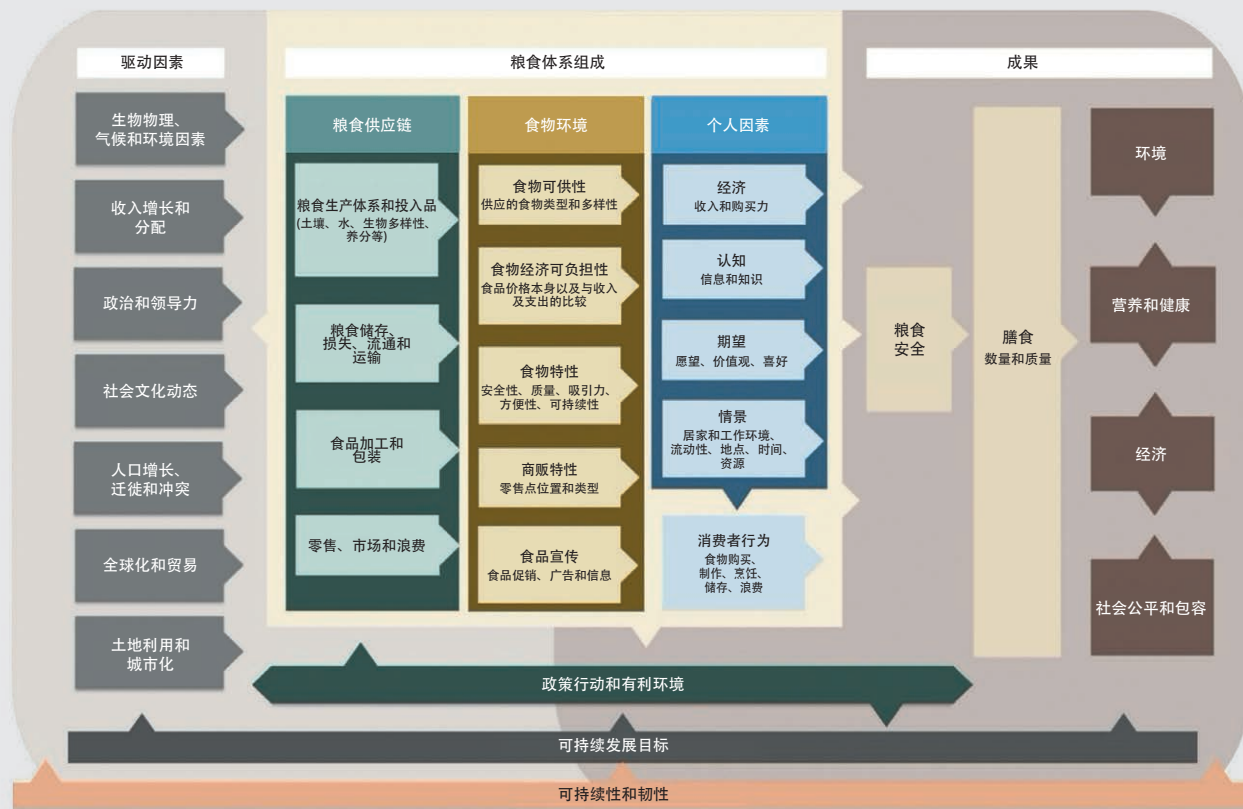 驱动因素
生物物理、
气候和环境因素
收入增长和
分配
政治和领导力
社会文化动态
人口增长、
迁徙和冲突
全球化和贸易
土地利用和
城市化
粮食体系组成
粮食供应链
粮食生产体系和投入品
(土壤、水、生物多样性、
养分等)
粮食储存、
损失、流通和
运输
食品加工和
包装
零售、市场和浪费
食物环境
食物可供性
供应的食物类型和多样性
食物经济可负担性
食品价格本身以及与收入
及支出的比较
食物特性
安全性、质量、吸引力、
方便性、可持续性
商贩特性
零售点位置和类型
食品宣传
食品促销、广告和信息
个人因素
经济
收入和购买力
认知
信息和知识
期望
愿望、价值观、喜好
情景
居家和工作环境、
流动性、地点、时间、
资源
消费者行为
食物购买、
制作、烹饪、
储存、浪费
成果
粮食
安全
膳食
数量和质量
环境
营养和健康
经济
社会公平和包容
政策行动和有利环境
可持续发展目标
可持续性和韧性